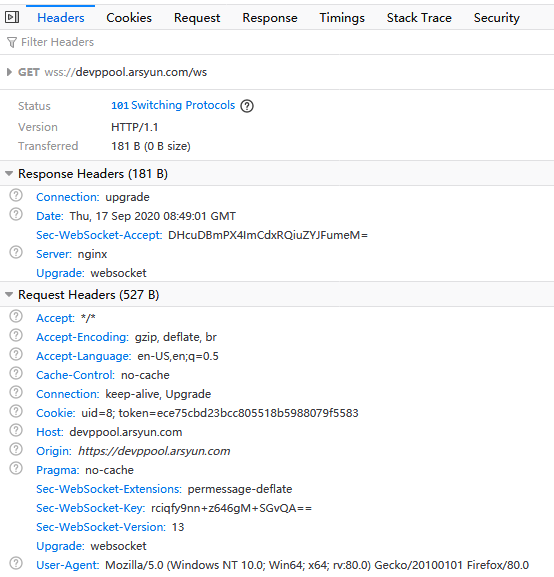 Headers Cookies Request Response Timings Stack Trace Security
Filter Headers
GET wss://devppool.arsyun.com/ws
Status 101 Switching Protocols ?
Version HTTP/1.1
Transferred 181 B (0 B size)
Response Headers (181 B)
? Connection: upgrade
? Date: Thu, 17 Sep 2020 08:49:01 GMT
Sec-WebSocket-Accept: DHcuDBmPX4ImCdxRQiuZYJFumeM=
? Server: nginx
Upgrade: websocket
Request Headers (527 B)
? Accept: */*
? Accept-Encoding: gzip, deflate, br
? Accept-Language: en-US,en;q=0.5
? Cache-Control: no-cache
? Connection: keep-alive, Upgrade
? Cookie: uid=8; token=ece75cbd23bcc805518b5988079f5583
? Host: devppool.arsyun.com
? Origin: https://devppool.arsyun.com
? Pragma: no-cache
Sec-WebSocket-Extensions: permessage-deflate
Sec-WebSocket-Key: rciqfy9nn+z646gM+SGvQA==
Sec-WebSocket-Version: 13
Upgrade: websocket
? User-Agent: Mozilla/5.0 (Windows NT 10.0; Win64; x64; rv:80.0) Gecko/20100101 Firefox/80.0